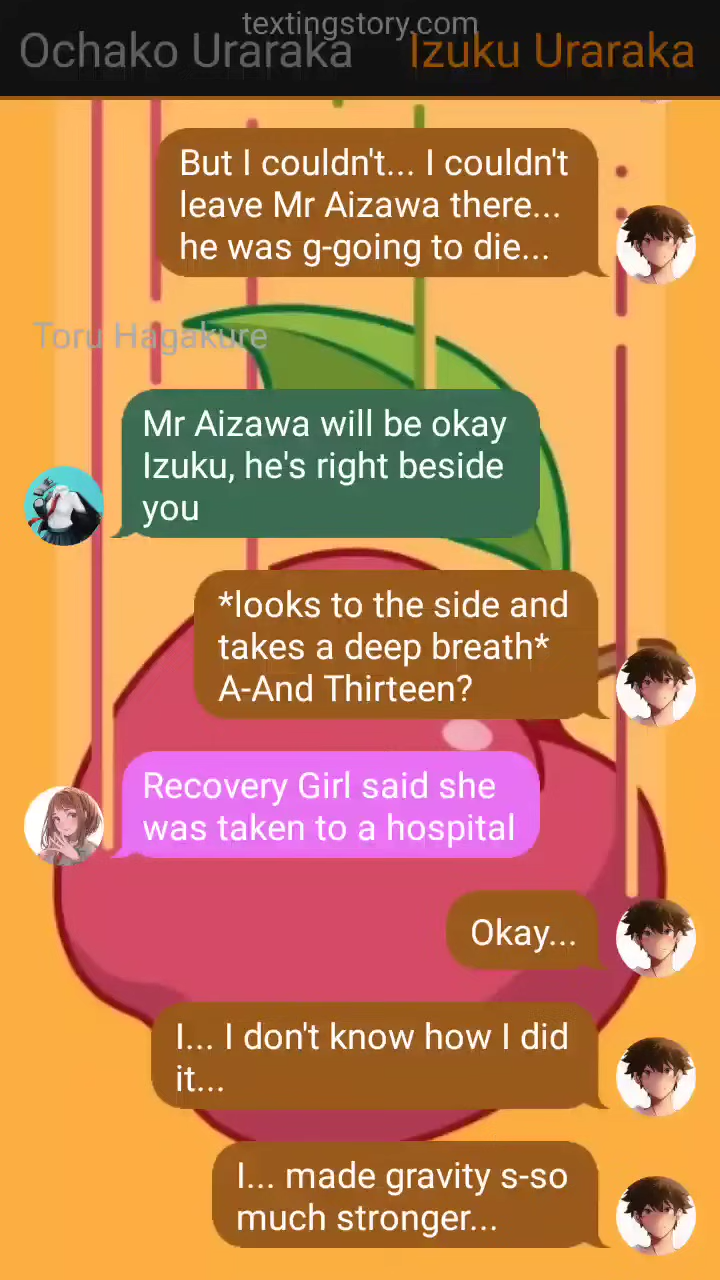 textingstory.com
Ochako Uraraka
Izuku Uraraka
But I couldn't... I couldn't
leave Mr Aizawa there...
he was g-going to die...
Toru Hagakure
Mr Aizawa will be okay
Izuku, he's right beside
you
*looks to the side and
takes a deep breath*
A-And Thirteen?
Recovery Girl said she
was taken to a hospital
Okay...
I... I don't know how I did
it...
I... made gravity s-so
much stronger...